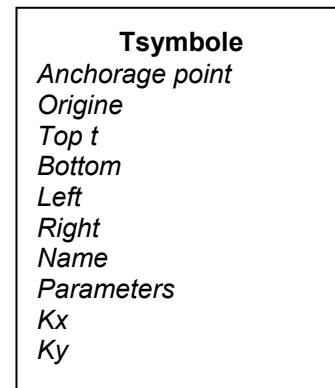 Tsymbole
Anchorage point
Origine
Top t
Bottom
Left
Right
Name
Parameters
Kx
Ky